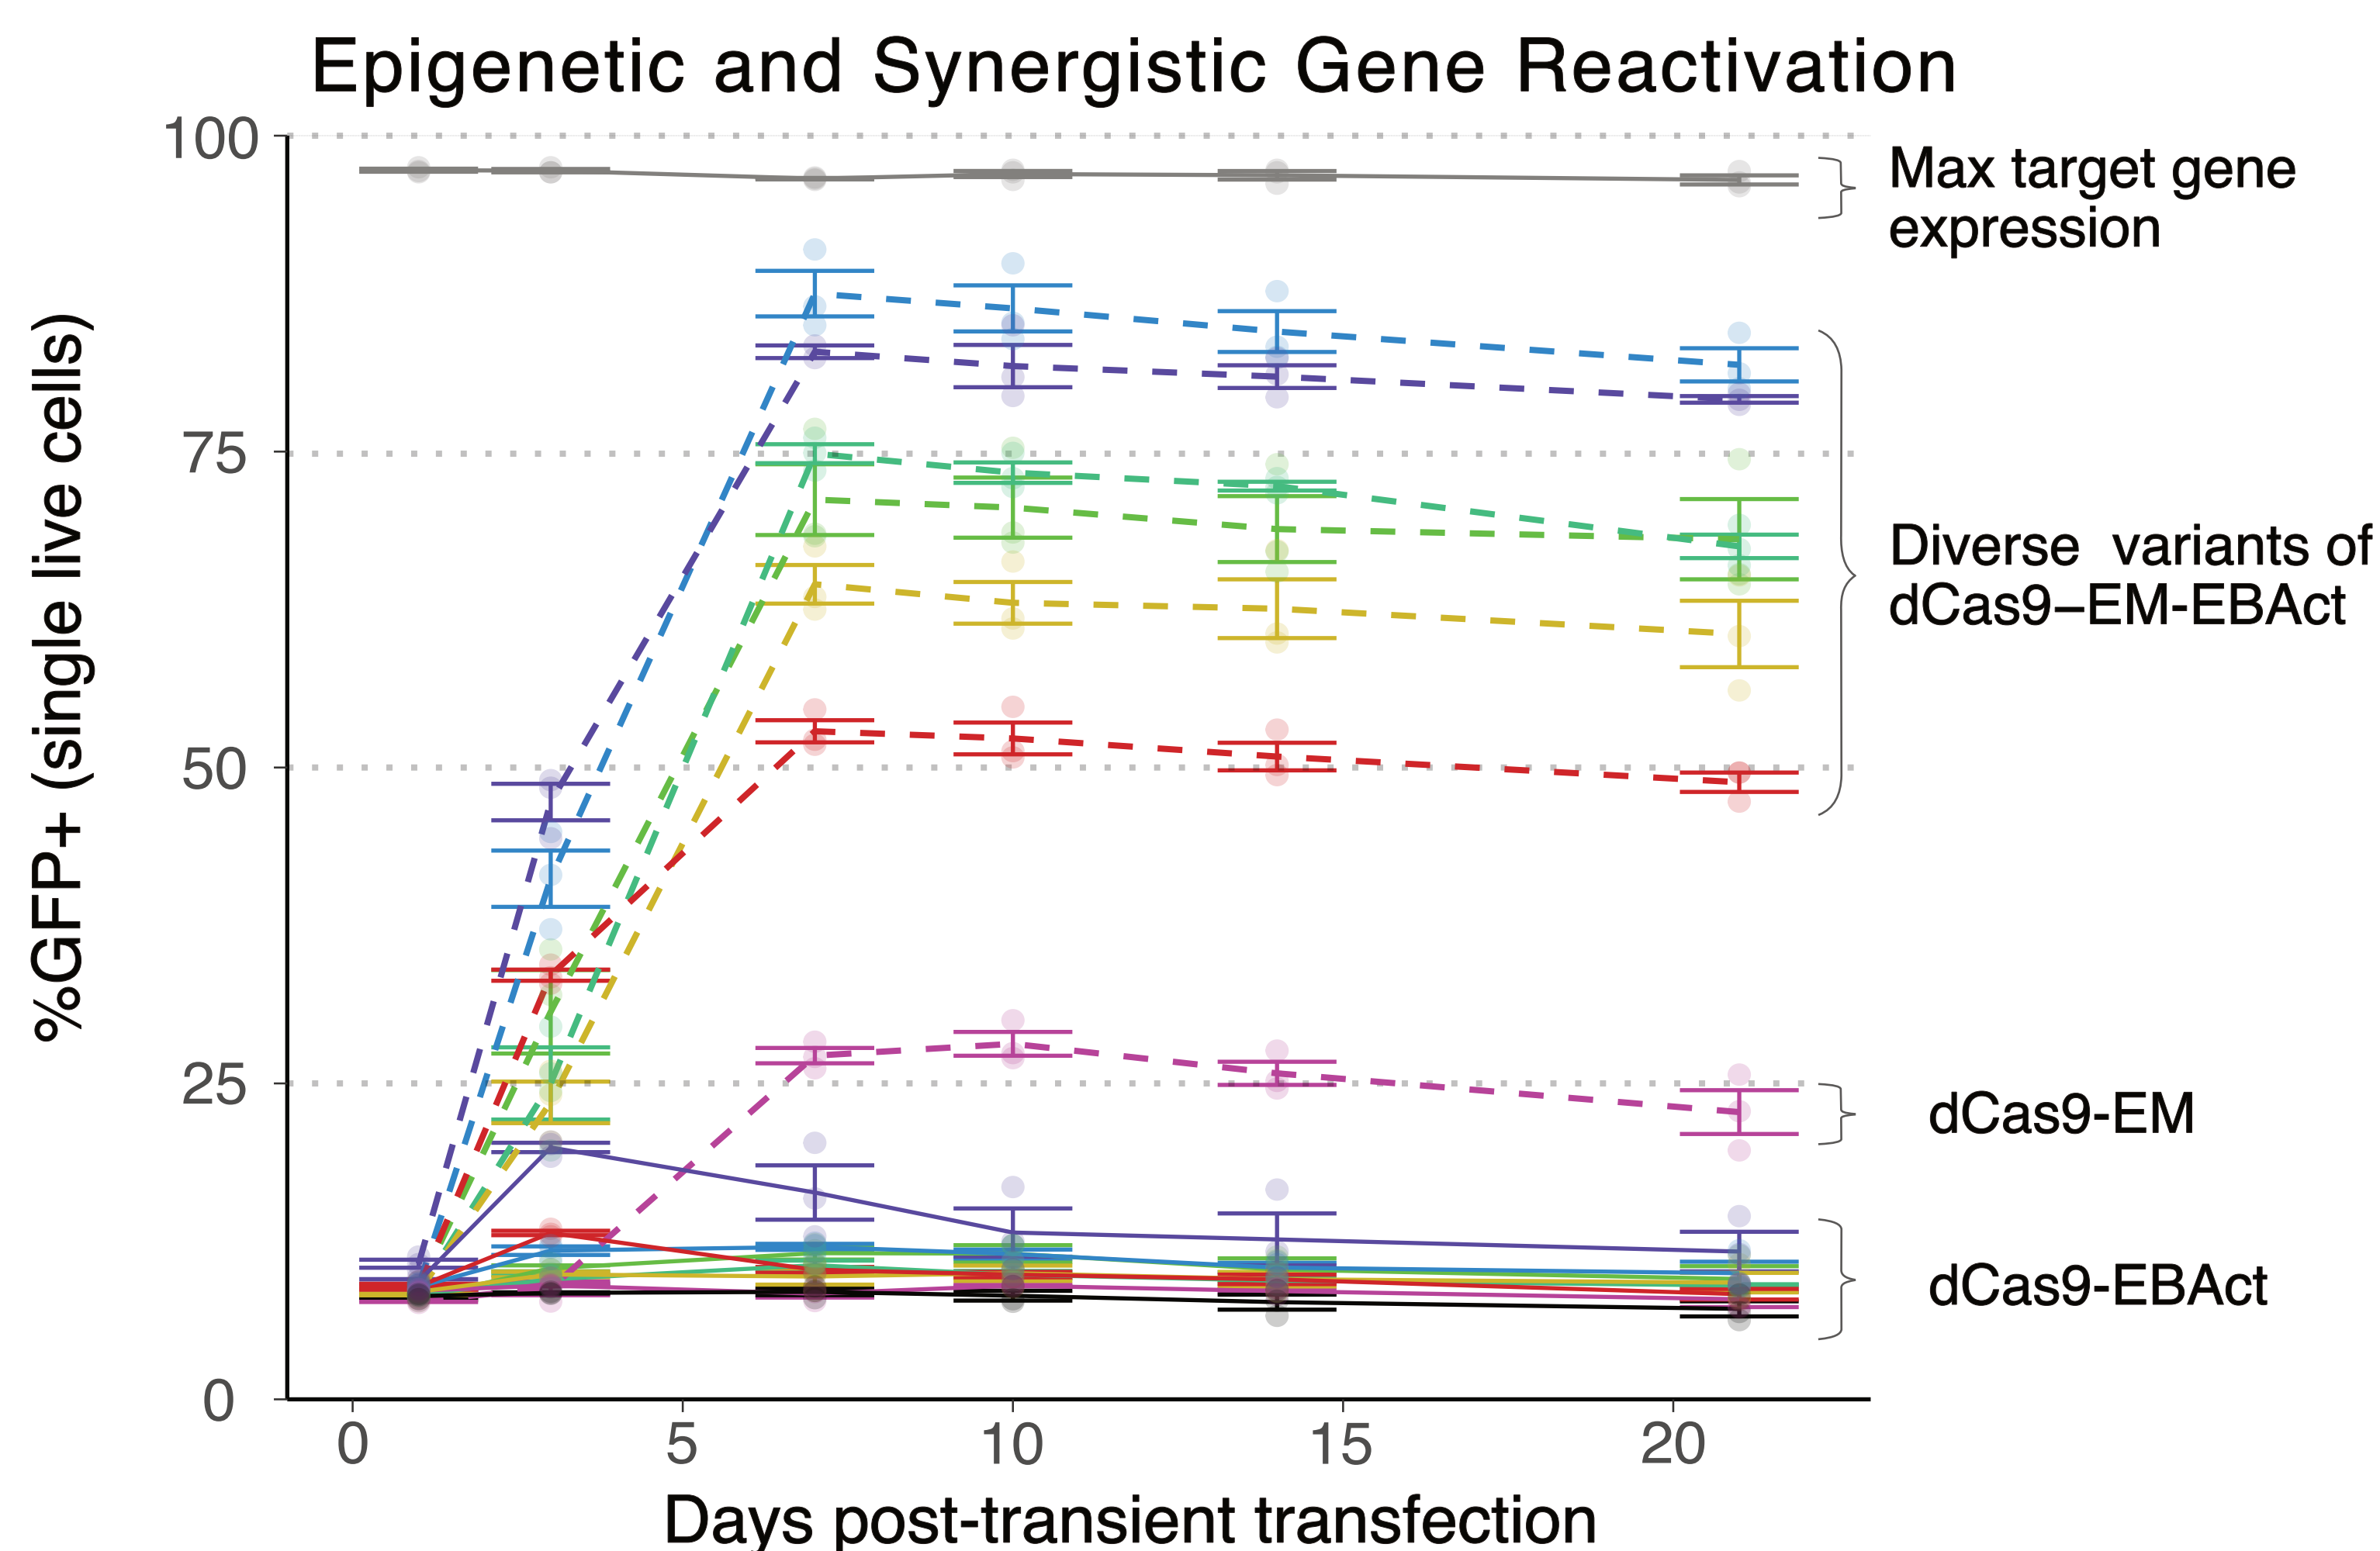 Epigenetic and Synergistic Gene Reactivation
100
75
50
25
0
%GFP+ (single live cells)
0 5 10 15 20
Days post-transient transfection
Max target gene
expression
Diverse variants of
dCas9–EM-EBAct
dCas9-EM
dCas9-EBAct